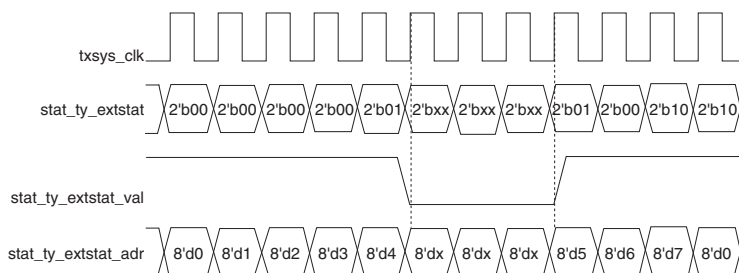 txsys_clk
stat_ty_extstat 2'b00 2'b00 2'b00 2'b00 2'b01 2'bxx 2'bxx 2'bxx 2'b01 2'b00 2'b10 2'b10
stat_ty_extstat_val
stat_ty_extstat_adr 8'd0 8'd1 8'd2 8'd3 8'd4 8'dx 8'dx 8'dx 8'd5 8'd6 8'd7 8'd0